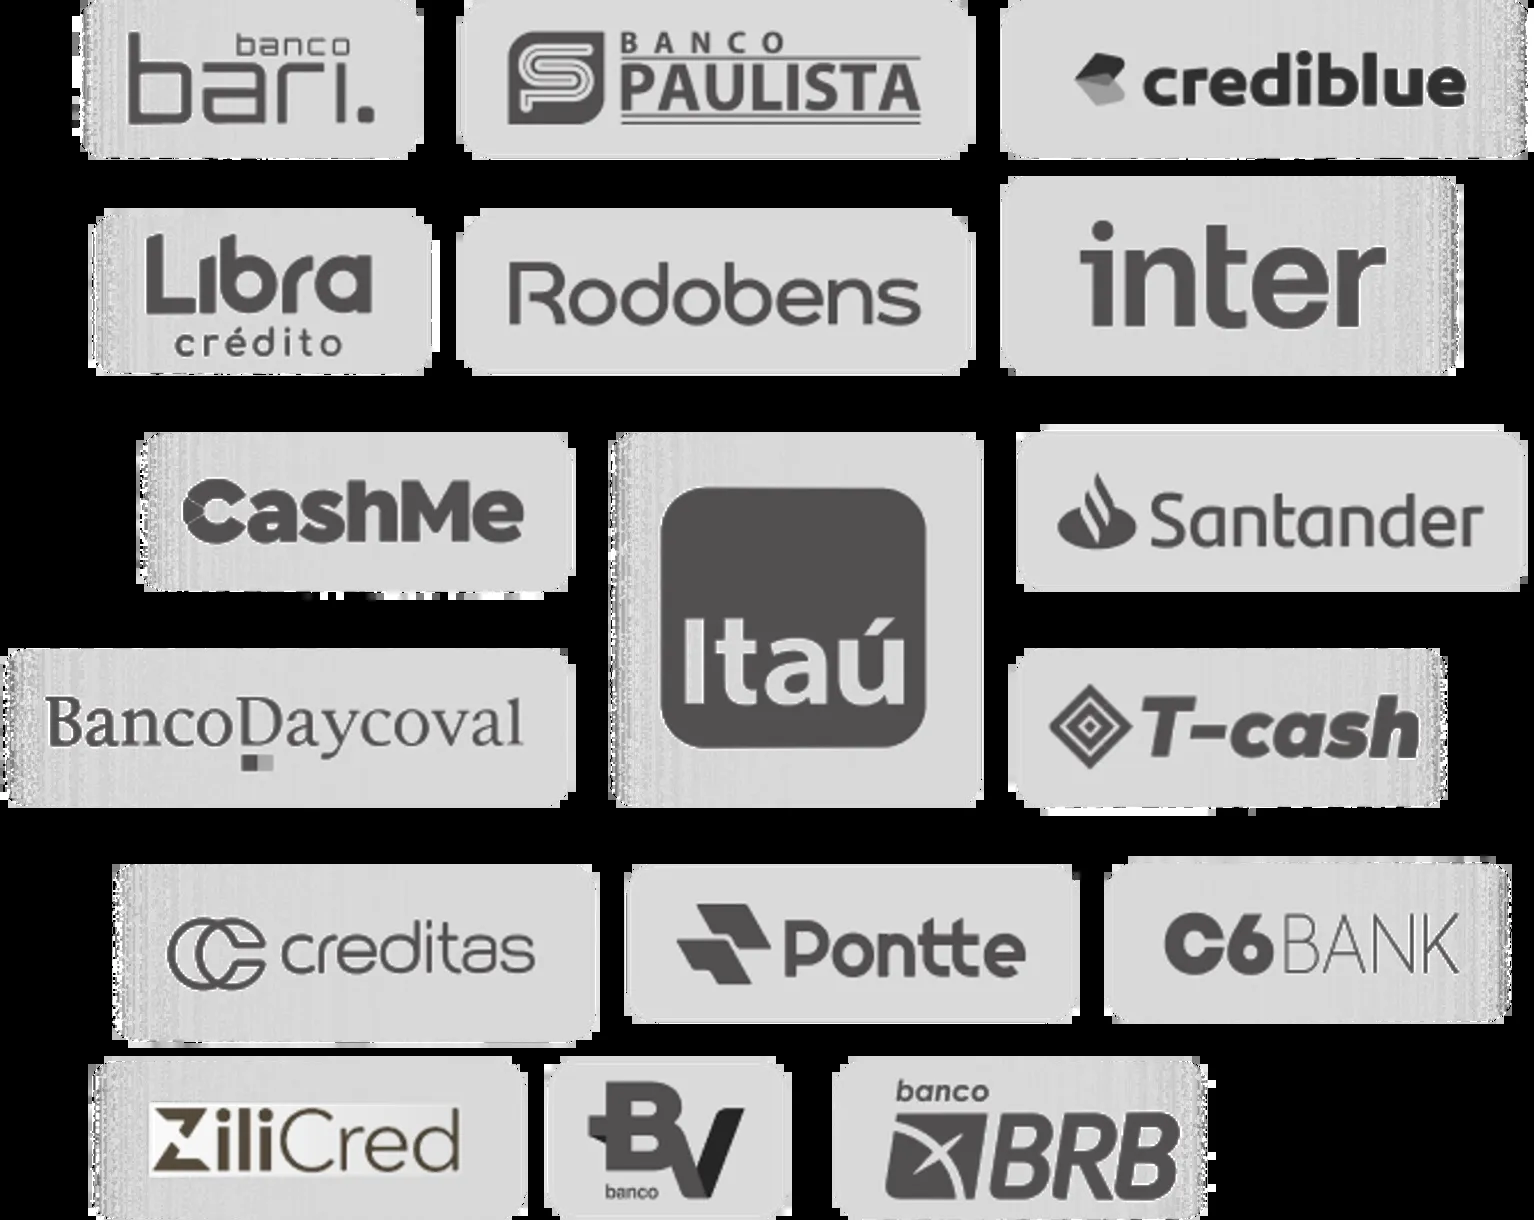 banco
bari.
BANCO
PAULISTA
crediblue
Libra
crédito
Rodobens
inter
CashMe
Itaú
Santander
BancoDaycoval
T-cash
creditas
Pontte
C6BANK
ZiliCred
BV
banco
banco
BRB